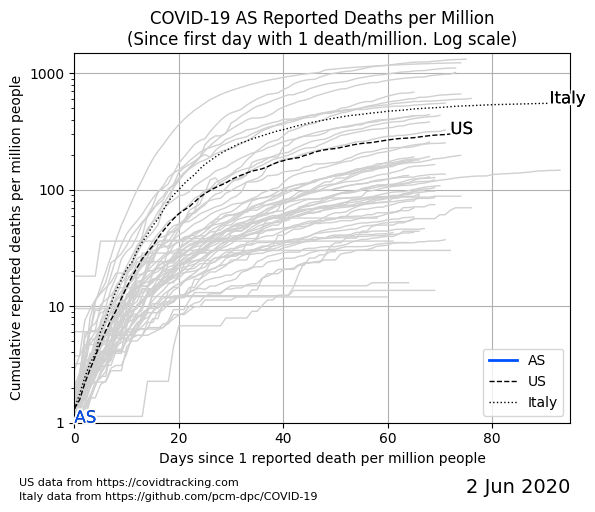 COVID-19 AS Reported Deaths per Million
(Since first day with 1 death/million. Log scale)
Cumulative reported deaths per million people
1000
100
10
1
Italy
US
AS
AS
US
Italy
0 20 40 60 80
Days since 1 reported death per million people
US data from https://covidtracking.com
Italy data from https://github.com/pcm-dpc/COVID-19
2 Jun 2020